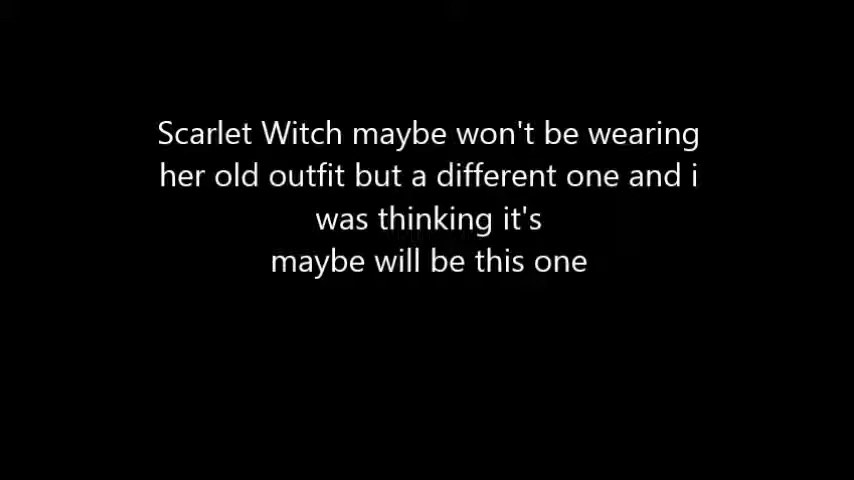 Scarlet Witch maybe won't be wearing
her old outfit but a different one and i
was thinking it's
maybe will be this one